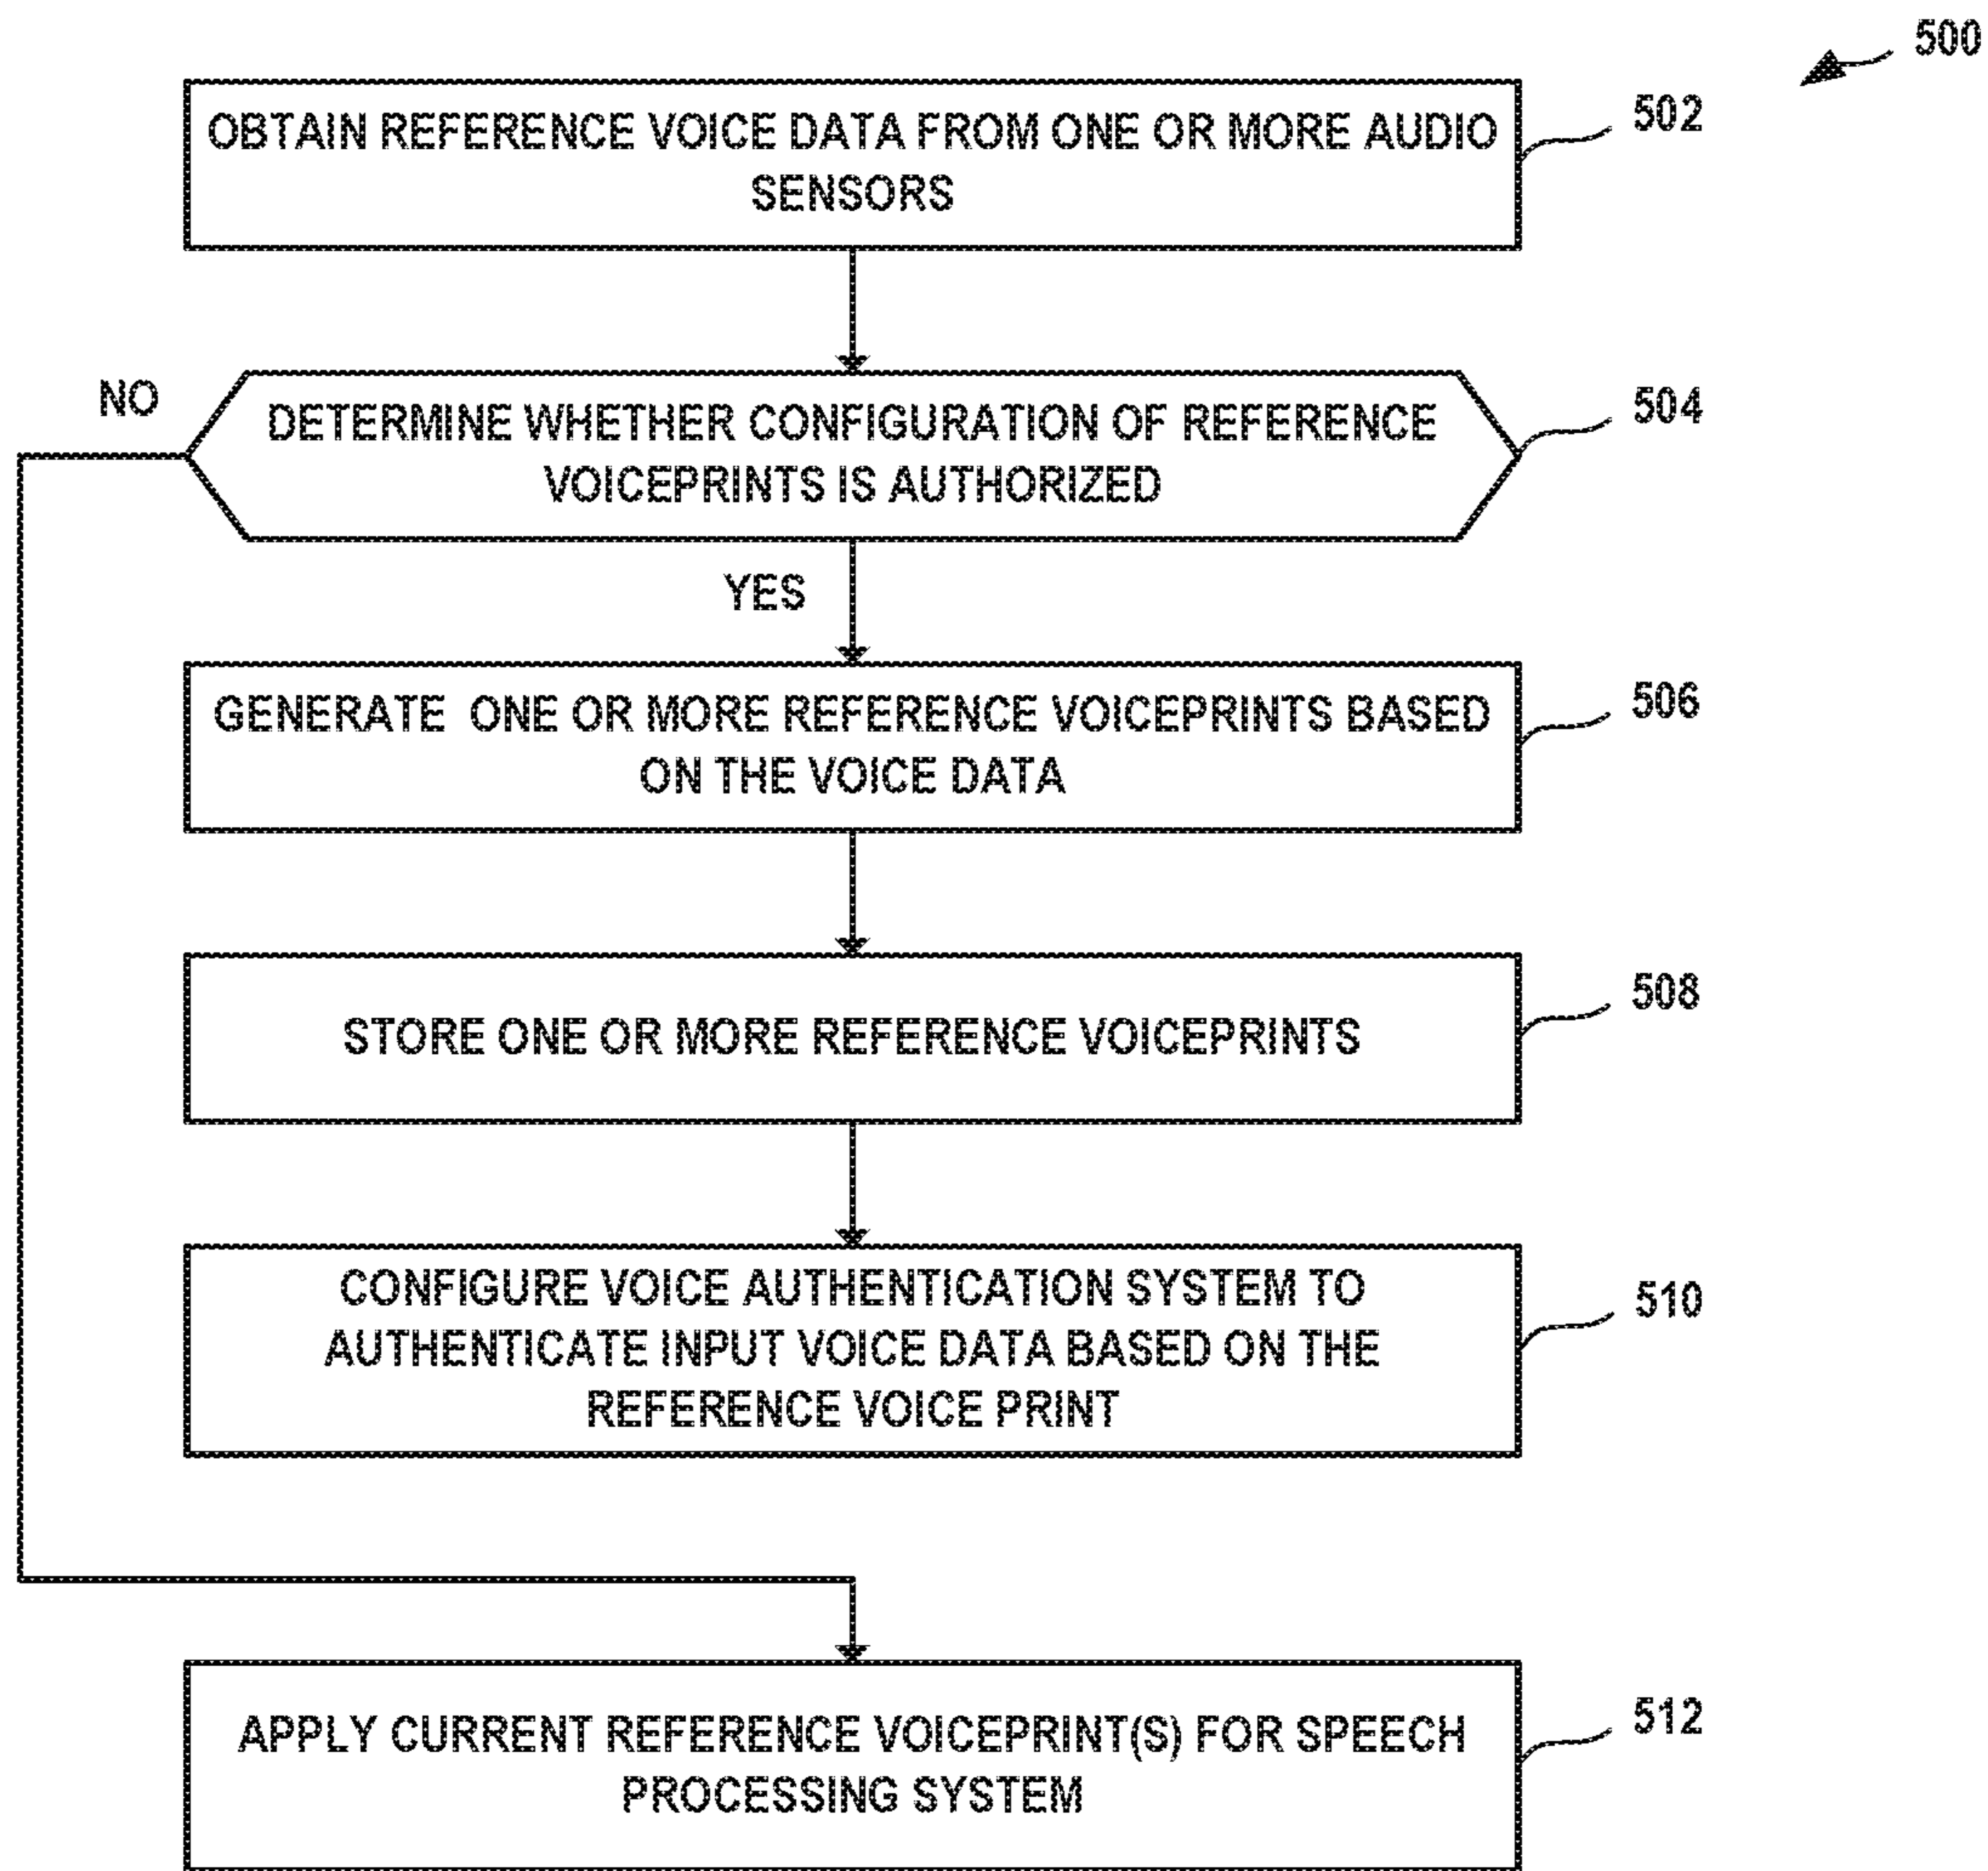 500
OBTAIN REFERENCE VOICE DATA FROM ONE OR MORE AUDIO
SENSORS
502
NO
DETERMINE WHETHER CONFIGURATION OF REFERENCE
VOICEPRINTS IS AUTHORIZED
504
YES
GENERATE ONE OR MORE REFERENCE VOICEPRINTS BASED
ON THE VOICE DATA
506
STORE ONE OR MORE REFERENCE VOICEPRINTS
508
CONFIGURE VOICE AUTHENTICATION SYSTEM TO
AUTHENTICATE INPUT VOICE DATA BASED ON THE
REFERENCE VOICE PRINT
510
APPLY CURRENT REFERENCE VOICEPRINT(S) FOR SPEECH
PROCESSING SYSTEM
512